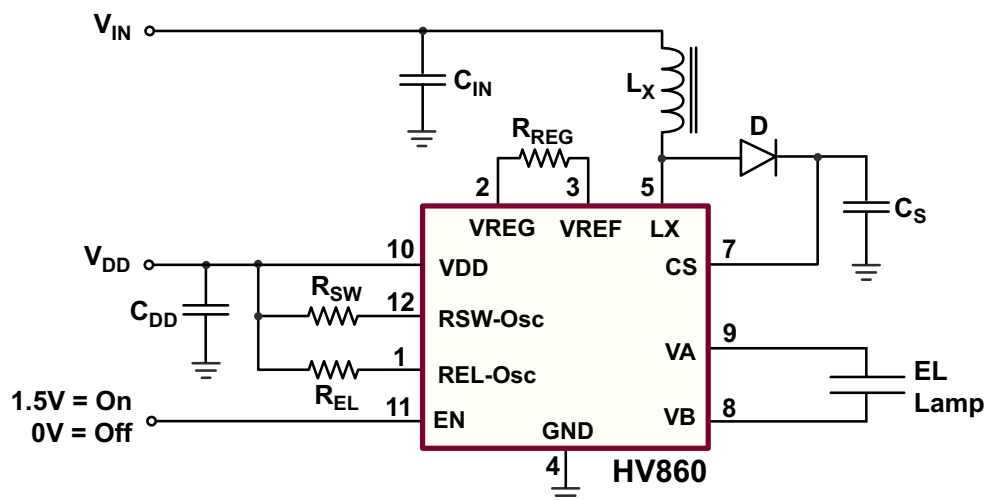 VIN
CIN
LX
D
RREG
2
3
5
CS
VREG
VREF
LX
VDD
10
VDD
CS
7
RSW
12
CDD
RSW-Osc
9
VA
1
REL-Osc
EL
Lamp
REL
1.5V = On
0V = Off
11
EN
VB
8
GND
4
HV860